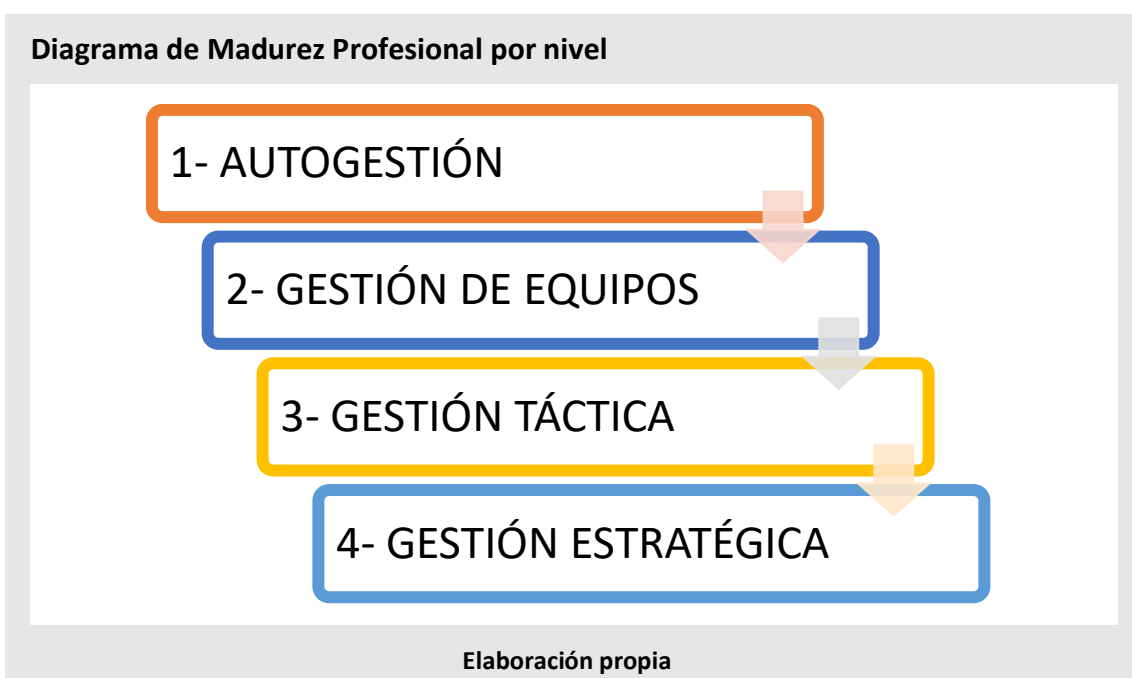 Diagrama de Madurez Profesional por nivel
1- AUTOGESTIÓN
2- GESTIÓN DE EQUIPOS
3- GESTIÓN TÁCTICA
4- GESTIÓN ESTRATÉGICA
Elaboración propia